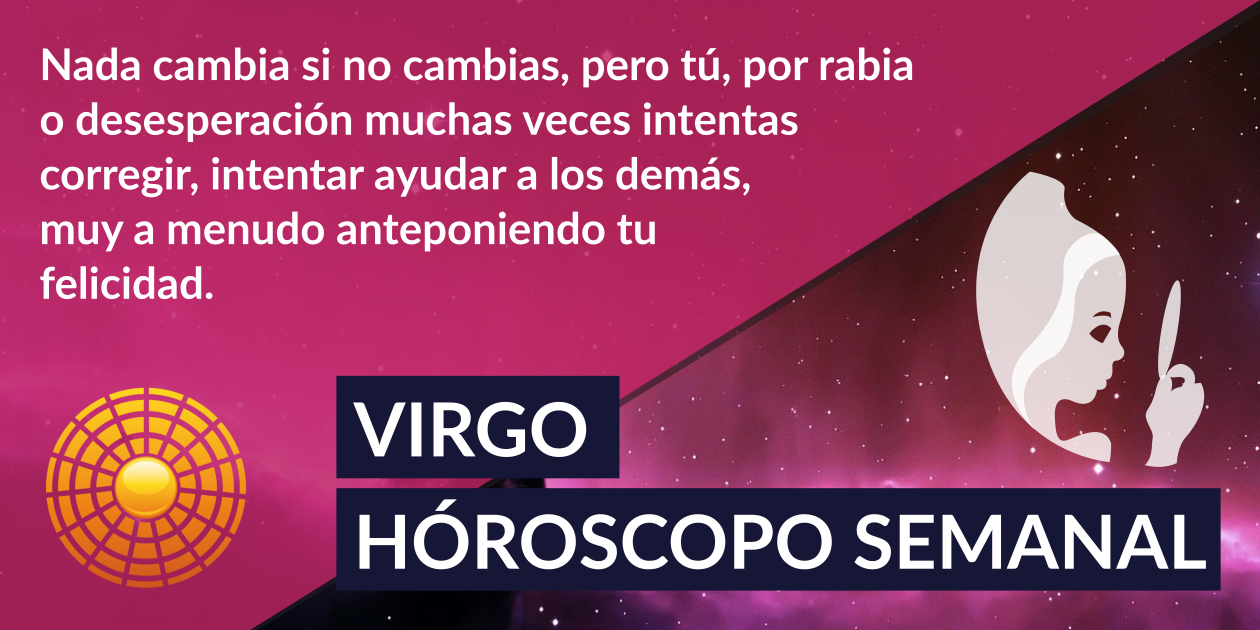 Nada cambia si no cambias, pero tú, por rabia
o desesperación muchas veces intentas
corregir, intentar ayudar a los demás,
muy a menudo anteponiendo tu
felicidad.
VIRGO
HÓROSCOPO SEMANAL